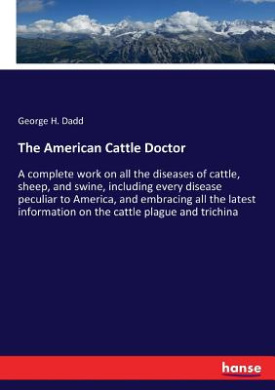 George H. Dadd
The American Cattle Doctor
A complete work on all the diseases of cattle,
sheep, and swine, including every disease
peculiar to America, and embracing all the latest
information on the cattle plague and trichina
hanse